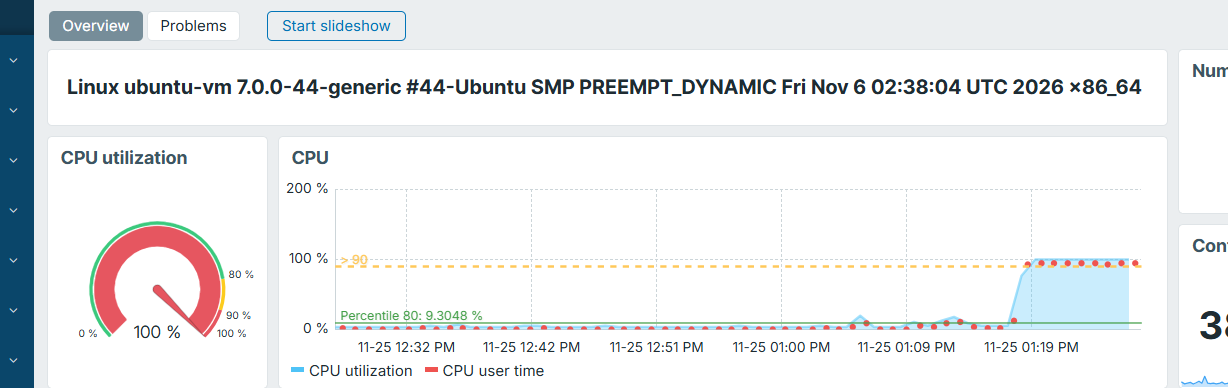 Overview Problems Start slideshow
Linux ubuntu-vm 7.0.0-44-generic #44-Ubuntu SMP PREEMPT_DYNAMIC Fri Nov 6 02:38:04 UTC 2026 x86_64
CPU utilization
80 %
90 %
0 %
100 %
100 %
CPU
200 %
100 %
> 90
Percentile 80: 9.3048 %
0 %
11-25 12:32 PM 11-25 12:42 PM 11-25 12:51 PM 11-25 01:00 PM 11-25 01:09 PM 11-25 01:19 PM
CPU utilization CPU user time